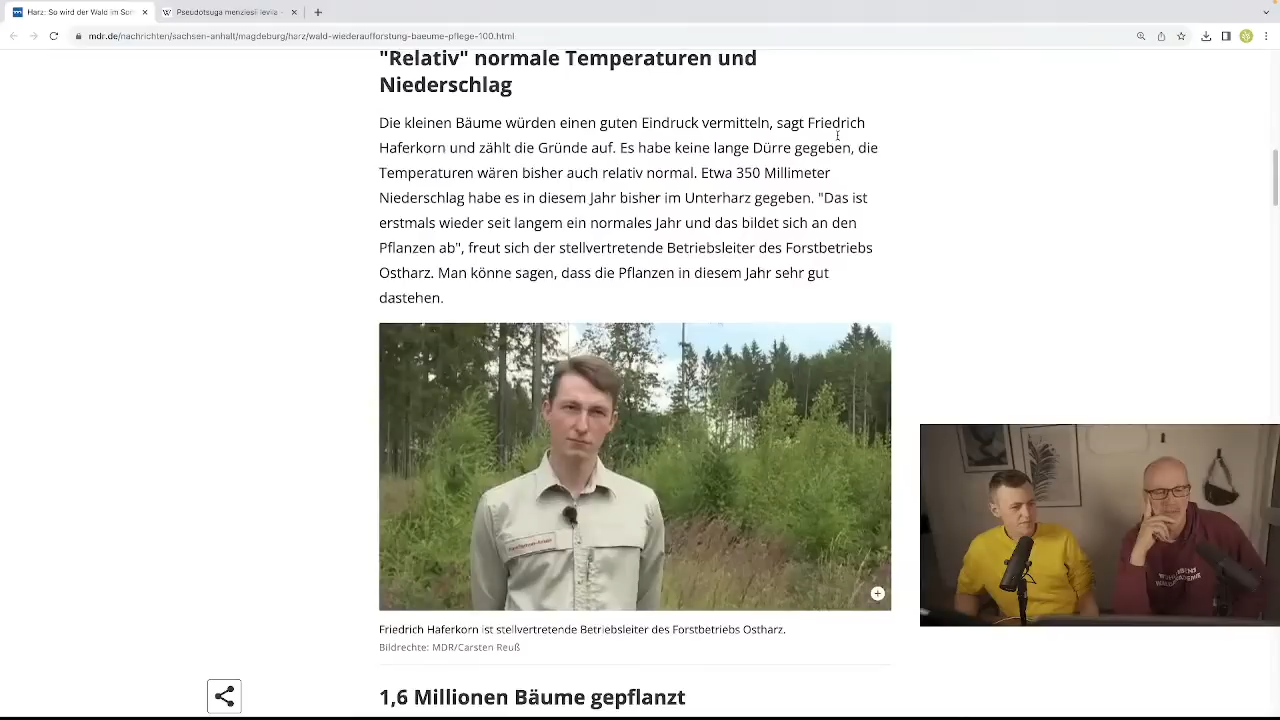 Harz: So wird der Wald im So
Pseudotsuga menziesii levila –
mdr.de/nachrichten/sachsen-anhalt/magdeburg/harz/wald-wiederaufforstung-baeume-pflege-100.html
"Relativ" normale Temperaturen und
Niederschlag
Die kleinen Bäume würden einen guten Eindruck vermitteln, sagt Friedrich
Haferkorn und zählt die Gründe auf. Es habe keine lange Dürre gegeben, die
Temperaturen wären bisher auch relativ normal. Etwa 350 Millimeter
Niederschlag habe es in diesem Jahr bisher im Unterharz gegeben. "Das ist
erstmals wieder seit langem ein normales Jahr und das bildet sich an den
Pflanzen ab", freut sich der stellvertretende Betriebsleiter des Forstbetriebs
Ostharz. Man könne sagen, dass die Pflanzen in diesem Jahr sehr gut
dastehen.
Friedrich Haferkorn ist stellvertretende Betriebsleiter des Forstbetriebs Ostharz.
Bildrechte: MDR/Carsten Reuß
1,6 Millionen Bäume gepflanzt